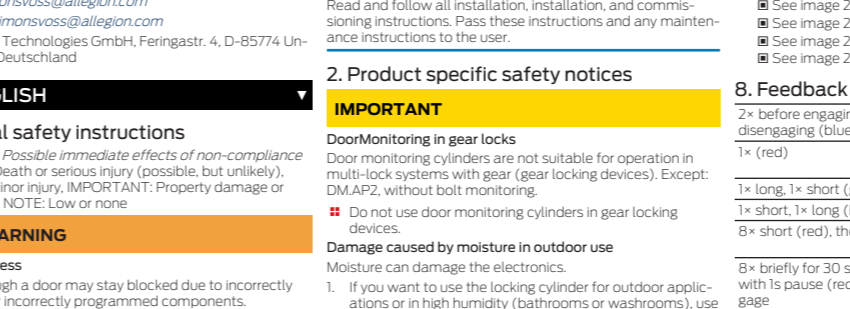 @allegion.com
imonsvoss@allegion.com
Technologies GmbH, Feringastr. 4, D-85774 Un-
Deutschland
GLISH ▼
al safety instructions
Possible immediate effects of non-compliance
Death or serious injury (possible, but unlikely),
inor injury, IMPORTANT: Property damage or
NOTE: Low or none
ARNING
ess
ugh a door may stay blocked due to incorrectly
r incorrectly programmed components.
Read and follow all installation, installation, and commis-
sioning instructions. Pass these instructions and any mainten-
ance instructions to the user.
2. Product specific safety notices
IMPORTANT
DoorMonitoring in gear locks
Door monitoring cylinders are not suitable for operation in
multi-lock systems with gear (gear locking devices). Except:
DM.AP2, without bolt monitoring.
Do not use door monitoring cylinders in gear locking
devices.
Damage caused by moisture in outdoor use
Moisture can damage the electronics.
1. If you want to use the locking cylinder for outdoor applic-
ations or in high humidity (bathrooms or washrooms), use
▣ See image 2
▣ See image 2
▣ See image 2
▣ See image 2
8. Feedback
2× before engagin
disengaging (blue
1× (red)
1× long, 1× short (
1× short, 1× long (
8× short (red), the
8× briefly for 30 s
with 1s pause (red
gage